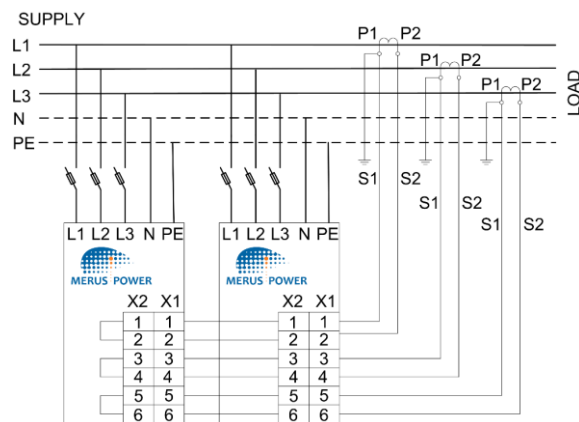 SUPPLY
P1 P2
L1
P1 P2
L2
P1 P2
L3
N
PE
LOAD
S1 S2
S1 S2
S1 S2
L1 L2 L3 N PE
L1 L2 L3 N PE
MERUS POWER
MERUS POWER
X2 X1
X2 X1
1 1
1 1
2 2
2 2
3 3
3 3
4 4
4 4
5 5
5 5
6 6
6 6